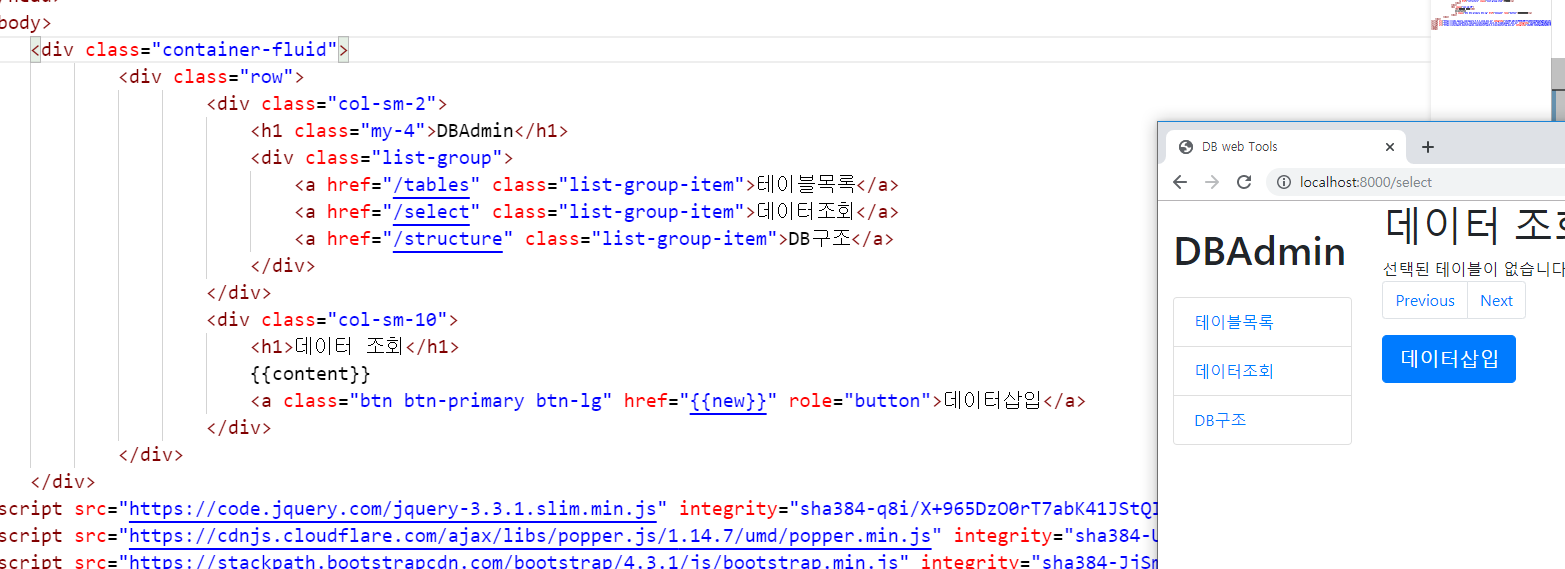 body>
<div class="container-fluid">
<div class="row">
<div class="col-sm-2">
<h1 class="my-4">DBAdmin</h1>
<div class="list-group">
<a href="/tables" class="list-group-item">테이블목록</a>
<a href="/select" class="list-group-item">데이터조회</a>
<a href="/structure" class="list-group-item">DB구조</a>
</div>
</div>
<div class="col-sm-10">
<h1>데이터 조회</h1>
{{content}}
<a class="btn btn-primary btn-lg" href="{{new}}" role="button">데이터삽입</a>
</div>
</div>
</div>
script src="https://code.jquery.com/jquery-3.3.1.slim.min.js" integrity="sha384-q8i/X+965DzO0rT7abK41JStQI
script src="https://cdnjs.cloudflare.com/ajax/libs/popper.js/1.14.7/umd/popper.min.js" integrity="sha384-U
script src="https://stackpath.bootstrapcdn.com/bootstrap/4.3.1/js/bootstrap.min.js" integrity="sha384-JjSm
DB web Tools
localhost:8000/select
DBAdmin
테이블목록
데이터조회
DB구조
데이터 조회
선택된 테이블이 없습니다
Previous Next
데이터삽입